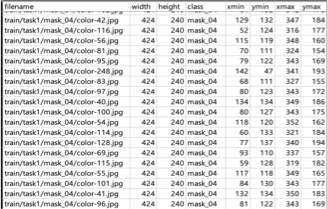 filename width height class xmin ymin xmax ymax
train/task1/mask_04/color-42.jpg 424 240 mask_04 129 132 347 184
train/task1/mask_04/color-116.jpg 424 240 mask_04 52 124 316 177
train/task1/mask_04/color-56.jpg 424 240 mask_04 115 119 348 160
train/task1/mask_04/color-81.jpg 424 240 mask_04 70 111 324 154
train/task1/mask_04/color-95.jpg 424 240 mask_04 79 122 343 169
train/task1/mask_04/color-248.jpg 424 240 mask_04 142 47 341 193
train/task1/mask_04/color-83.jpg 424 240 mask_04 68 111 327 155
train/task1/mask_04/color-97.jpg 424 240 mask_04 80 123 343 172
train/task1/mask_04/color-40.jpg 424 240 mask_04 134 134 349 186
train/task1/mask_04/color-100.jpg 424 240 mask_04 80 127 343 175
train/task1/mask_04/color-54.jpg 424 240 mask_04 118 120 352 162
train/task1/mask_04/color-114.jpg 424 240 mask_04 60 133 321 184
train/task1/mask_04/color-128.jpg 424 240 mask_04 77 137 340 194
train/task1/mask_04/color-69.jpg 424 240 mask_04 93 110 337 157
train/task1/mask_04/color-115.jpg 424 240 mask_04 59 128 319 182
train/task1/mask_04/color-55.jpg 424 240 mask_04 117 118 349 165
train/task1/mask_04/color-101.jpg 424 240 mask_04 84 130 343 177
train/task1/mask_04/color-41.jpg 424 240 mask_04 132 134 350 183
train/task1/mask_04/color-96.jpg 424 240 mask_04 81 122 343 169